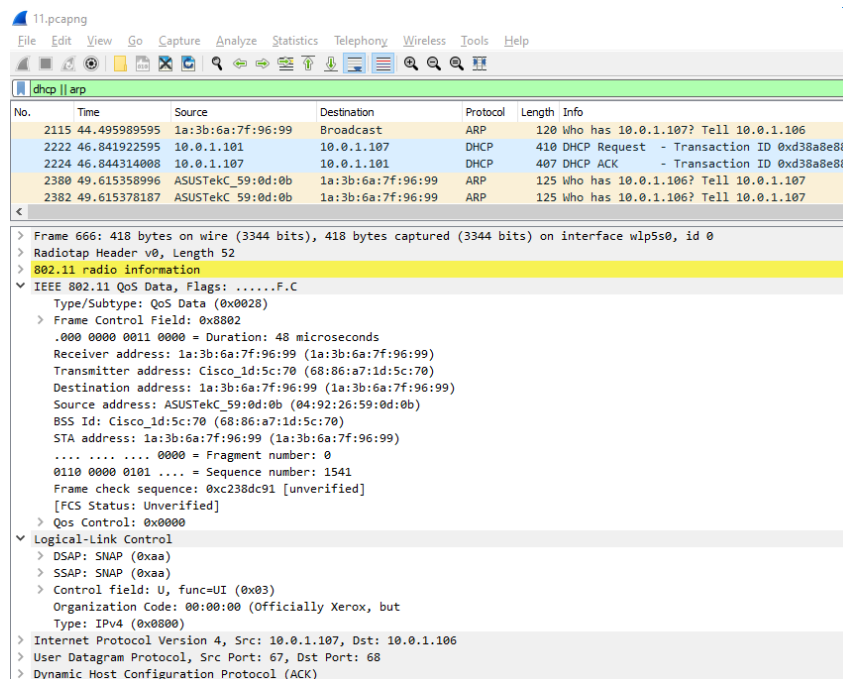 11.pcapng
File Edit View Go Capture Analyze Statistics Telephony Wireless Tools Help
dhcp || arp
No. Time Source Destination Protocol Length Info
2115 44.495989595 1a:3b:6a:7f:96:99 Broadcast ARP 120 Who has 10.0.1.107? Tell 10.0.1.106
2222 46.841922595 10.0.1.101 10.0.1.107 DHCP 410 DHCP Request - Transaction ID 0xd38a8e88
2224 46.844314008 10.0.1.107 10.0.1.101 DHCP 407 DHCP ACK - Transaction ID 0xd38a8e88
2380 49.615358996 ASUSTekC_59:0d:0b 1a:3b:6a:7f:96:99 ARP 125 Who has 10.0.1.106? Tell 10.0.1.107
2382 49.615378187 ASUSTekC_59:0d:0b 1a:3b:6a:7f:96:99 ARP 125 Who has 10.0.1.106? Tell 10.0.1.107
Frame 666: 418 bytes on wire (3344 bits), 418 bytes captured (3344 bits) on interface wlp5s0, id 0
Radiotap Header v0, Length 52
802.11 radio information
IEEE 802.11 QoS Data, Flags: ......F.C
Type/Subtype: QoS Data (0x0028)
Frame Control Field: 0x8802
.000 0000 0011 0000 = Duration: 48 microseconds
Receiver address: 1a:3b:6a:7f:96:99 (1a:3b:6a:7f:96:99)
Transmitter address: Cisco_1d:5c:70 (68:86:a7:1d:5c:70)
Destination address: 1a:3b:6a:7f:96:99 (1a:3b:6a:7f:96:99)
Source address: ASUSTekC_59:0d:0b (04:92:26:59:0d:0b)
BSS Id: Cisco_1d:5c:70 (68:86:a7:1d:5c:70)
STA address: 1a:3b:6a:7f:96:99 (1a:3b:6a:7f:96:99)
.... .... .... 0000 = Fragment number: 0
0110 0000 0101 .... = Sequence number: 1541
Frame check sequence: 0xc238dc91 [unverified]
[FCS Status: Unverified]
Qos Control: 0x0000
Logical-Link Control
DSAP: SNAP (0xaa)
SSAP: SNAP (0xaa)
Control field: U, func=UI (0x03)
Organization Code: 00:00:00 (Officially Xerox, but
Type: IPv4 (0x0800)
Internet Protocol Version 4, Src: 10.0.1.107, Dst: 10.0.1.106
User Datagram Protocol, Src Port: 67, Dst Port: 68
Dynamic Host Configuration Protocol (ACK)